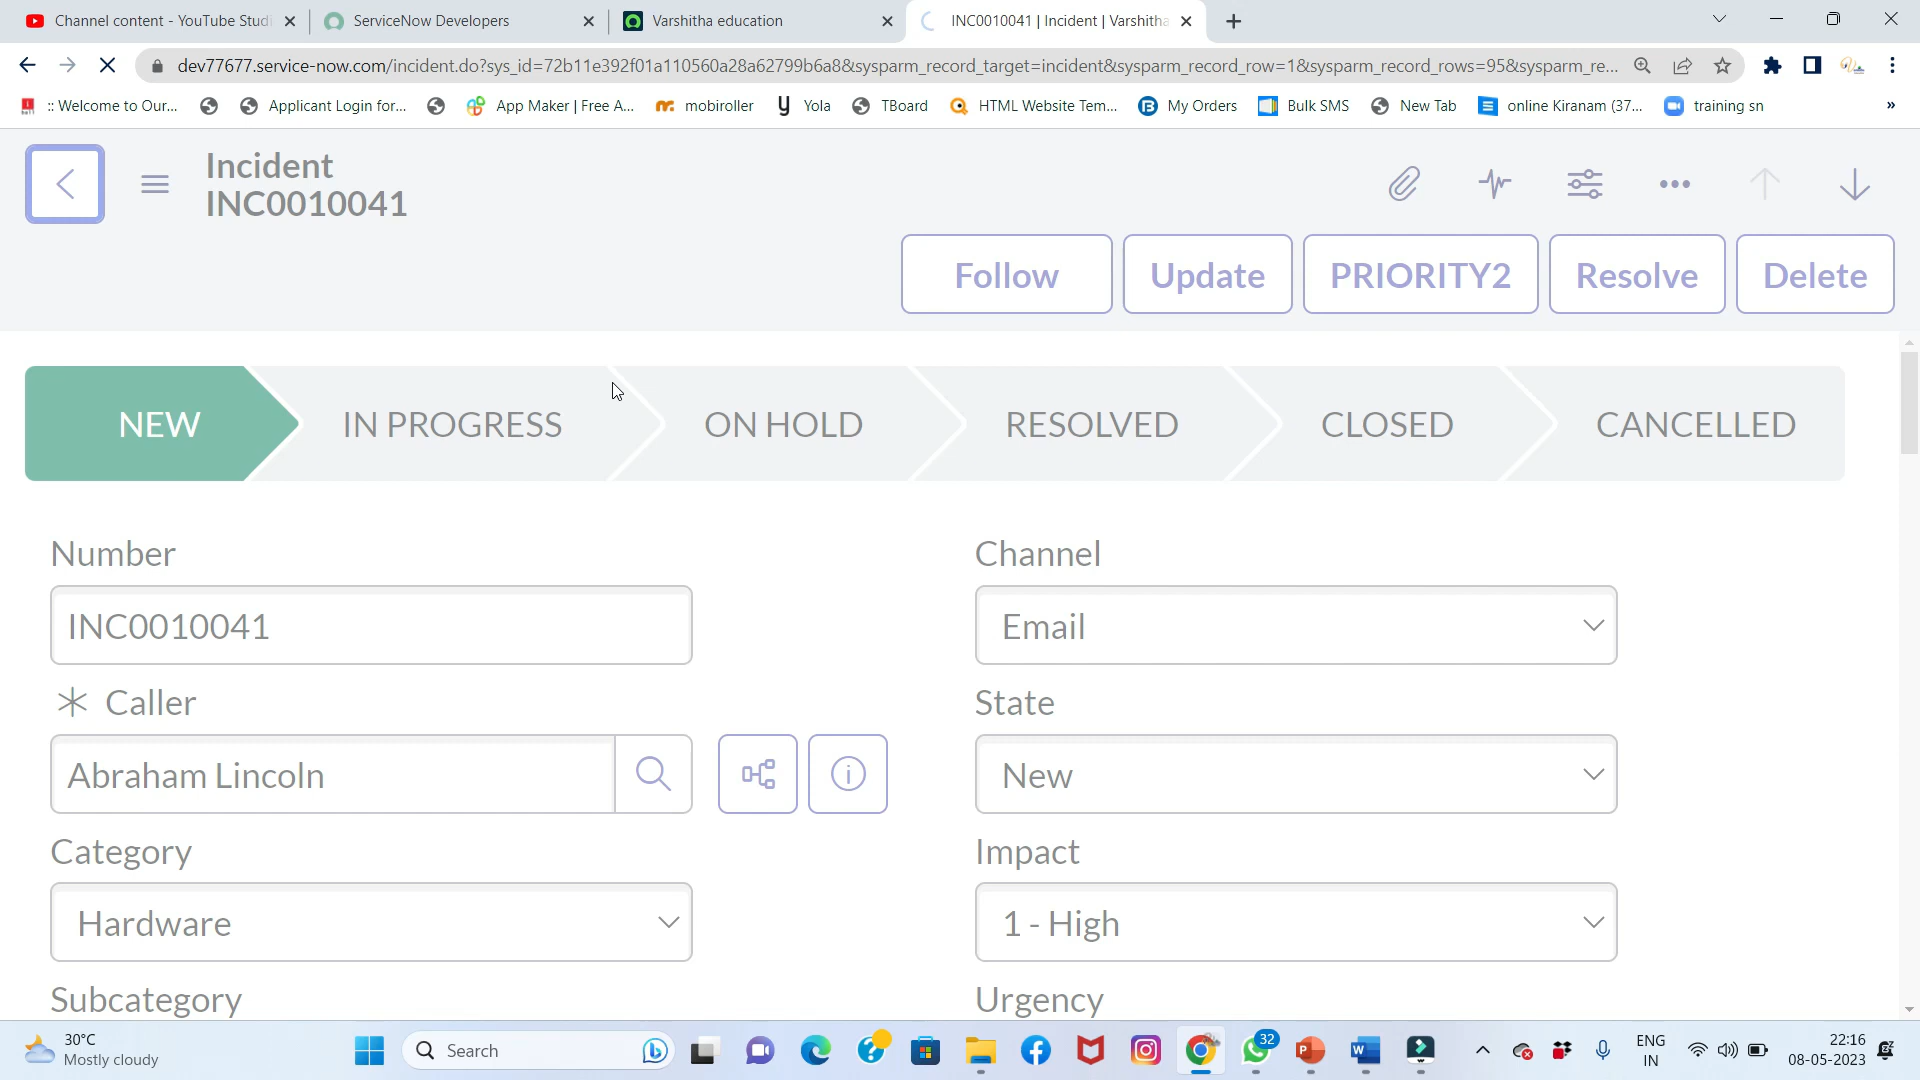 Channel content - YouTube Studi
ServiceNow Developers
Varshitha education
INC0010041 | Incident | Varshitha
dev77677.service-now.com/incident.do?sys_id=72b11e392f01a110560a28a62799b6a8&sysparm_record_target=incident&sysparm_record_row=1&sysparm_record_rows=95&sysparm_re...
:: Welcome to Our...
Applicant Login for...
App Maker | Free A...
mobiroller
Yola
TBoard
HTML Website Tem...
My Orders
Bulk SMS
New Tab
online Kiranam (37...
training sn
»
Incident
INC0010041
Follow
Update
PRIORITY2
Resolve
Delete
NEW
IN PROGRESS
ON HOLD
RESOLVED
CLOSED
CANCELLED
Number
INC0010041
Channel
Email
Caller
Abraham Lincoln
State
New
Category
Hardware
Impact
1 - High
Subcategory
Urgency
30°C
Mostly cloudy
Search
32
ENG
IN
22:16
08-05-2023